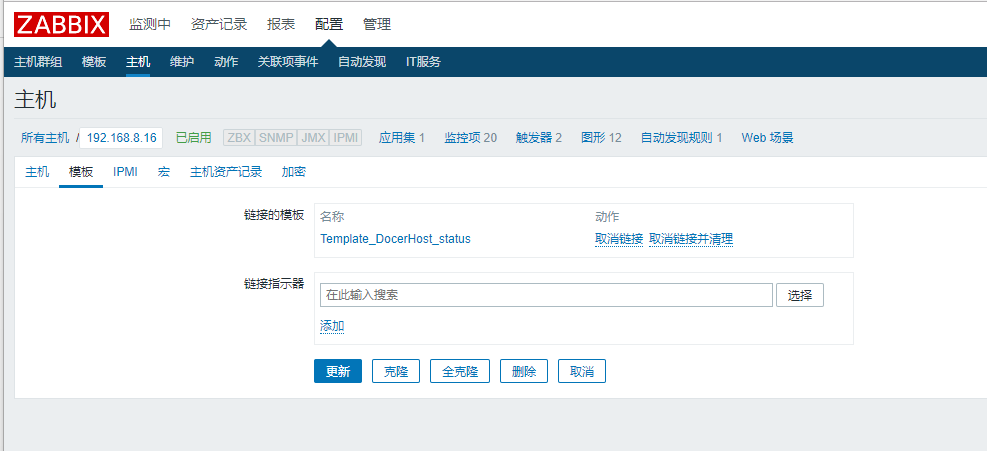 ZABBIX 监测中 资产记录 报表 配置 管理
主机群组 模板 主机 维护 动作 关联项事件 自动发现 IT服务
主机
所有主机 / 192.168.8.16 已启用 ZBX SNMP JMX IPMI 应用集 1 监控项 20 触发器 2 图形 12 自动发现规则 1 Web 场景
主机 模板 IPMI 宏 主机资产记录 加密
链接的模板 名称 动作
Template_DocerHost_status 取消链接 取消链接并清理
链接指示器
在此输入搜索 选择
添加
更新 克隆 全克隆 删除 取消